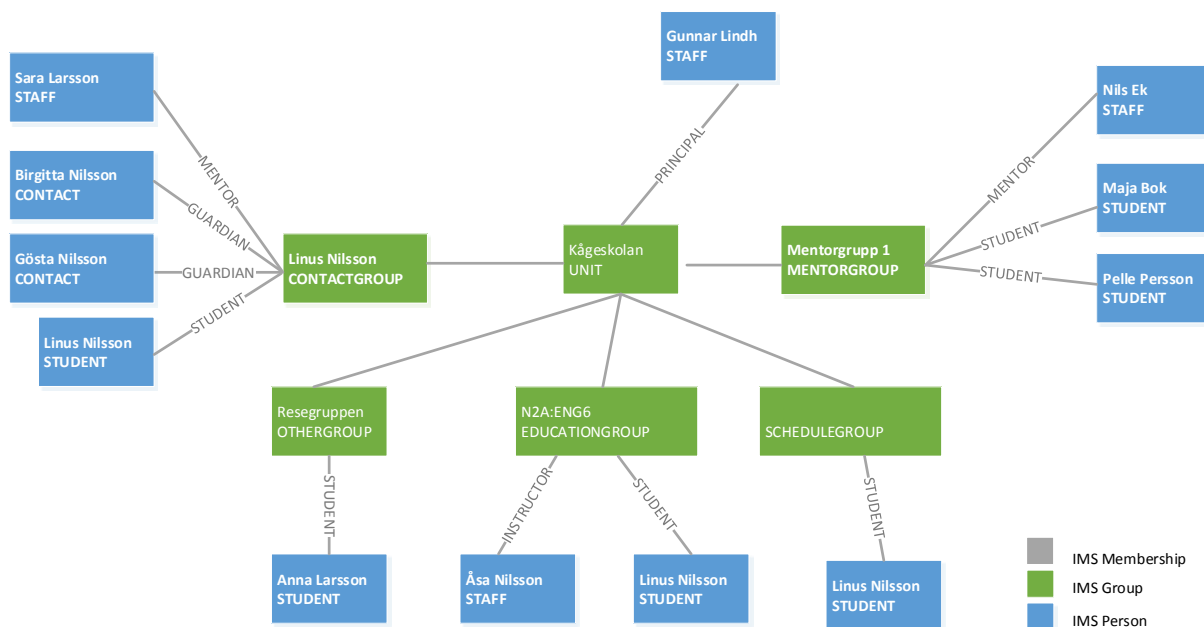 Gunnar Lindh
STAFF
Sara Larsson
STAFF
Nils Ek
STAFF
PRINCIPAL
MENTOR
MENTOR
Birgitta Nilsson
CONTACT
Maja Bok
STUDENT
GUARDIAN
STUDENT
Gösta Nilsson
CONTACT
GUARDIAN
Linus Nilsson
CONTACTGROUP
Kågeskolan
UNIT
Mentorgrupp 1
MENTORGROUP
STUDENT
Pelle Persson
STUDENT
STUDENT
Linus Nilsson
STUDENT
Resegruppen
OTHERGROUP
N2A:ENG6
EDUCATIONGROUP
SCHEDULEGROUP
STUDENT
INSTRUCTOR
STUDENT
STUDENT
Anna Larsson
STUDENT
Åsa Nilsson
STAFF
Linus Nilsson
STUDENT
Linus Nilsson
STUDENT
IMS Membership
IMS Group
IMS Person